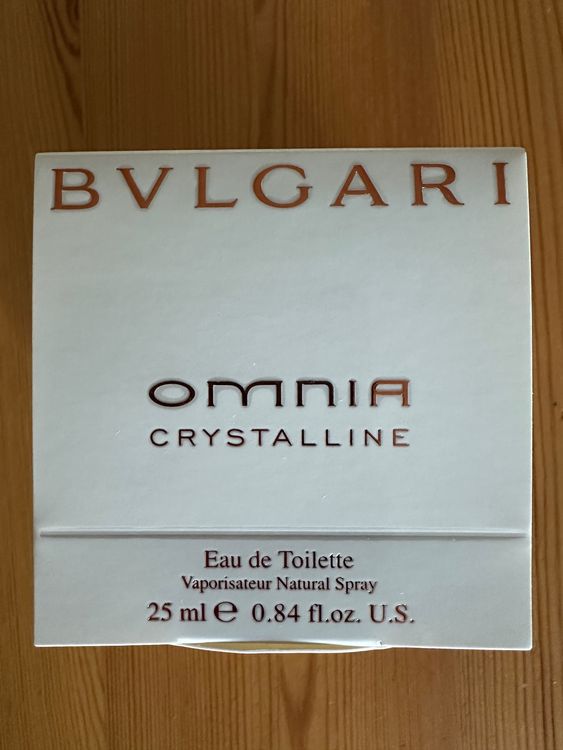 BVLGARI
OMNIA
CRYSTALLINE
Eau de Toilette
Vaporisateur Natural Spray
25 ml ℮ 0.84 fl.oz. U.S.